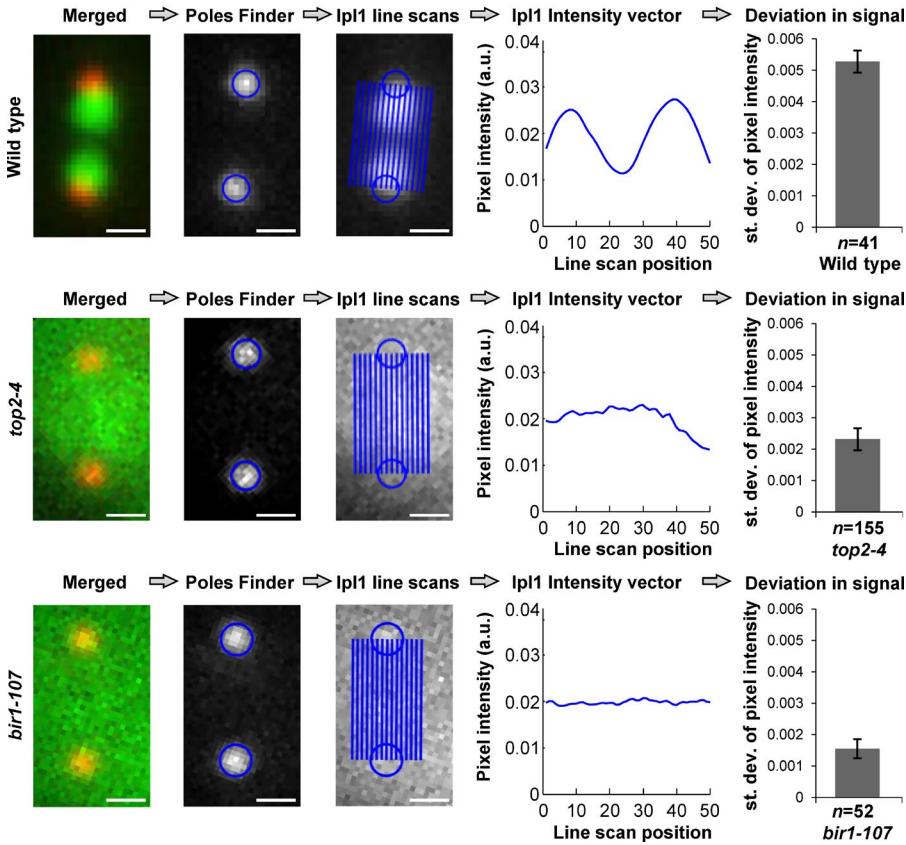 Merged Poles Finder Ipl1 line scans Ipl1 Intensity vector Deviation in signal
Wild type
Pixel intensity (a.u.)
0.04
0.03
0.02
0.01
0
0 10 20 30 40 50
Line scan position
st. dev. of pixel intensity
0.006
0.005
0.004
0.003
0.002
0.001
0
n=41
Wild type
Merged Poles Finder Ipl1 line scans Ipl1 Intensity vector Deviation in signal
top2-4
Pixel intensity (a.u.)
0.04
0.03
0.02
0.01
0
0 10 20 30 40 50
Line scan position
st. dev. of pixel intensity
0.006
0.005
0.004
0.003
0.002
0.001
0
n=155
top2-4
Merged Poles Finder Ipl1 line scans Ipl1 Intensity vector Deviation in signal
bir1-107
Pixel intensity (a.u.)
0.04
0.03
0.02
0.01
0
0 10 20 30 40 50
Line scan position
st. dev. of pixel intensity
0.006
0.005
0.004
0.003
0.002
0.001
0
n=52
bir1-107